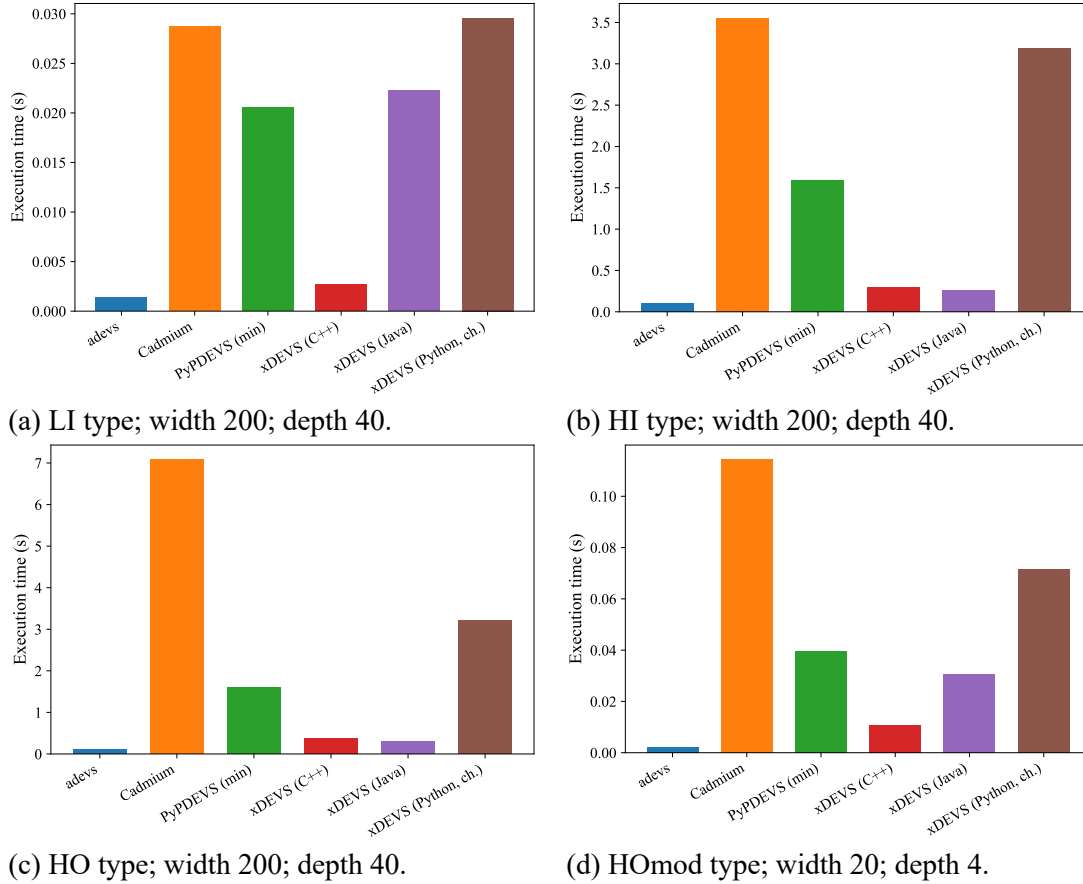 Execution time (s)
0.030
0.025
0.020
0.015
0.010
0.005
0.000
adevs
Cadmium
PyPDEVS (min)
xDEVS (C++)
xDEVS (Java)
xDEVS (Python, ch.)
(a) LI type; width 200; depth 40.
Execution time (s)
3.5
3.0
2.5
2.0
1.5
1.0
0.5
0.0
adevs
Cadmium
PyPDEVS (min)
xDEVS (C++)
xDEVS (Java)
xDEVS (Python, ch.)
(b) HI type; width 200; depth 40.
Execution time (s)
7
6
5
4
3
2
1
0
adevs
Cadmium
PyPDEVS (min)
xDEVS (C++)
xDEVS (Java)
xDEVS (Python, ch.)
(c) HO type; width 200; depth 40.
Execution time (s)
0.10
0.08
0.06
0.04
0.02
0.00
adevs
Cadmium
PyPDEVS (min)
xDEVS (C++)
xDEVS (Java)
xDEVS (Python, ch.)
(d) HOmod type; width 20; depth 4.